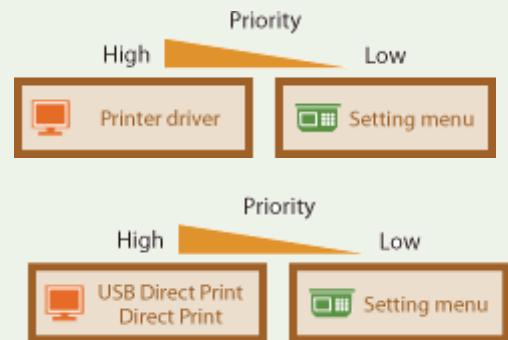 Priority
High Low
Printer driver Setting menu
Priority
High Low
USB Direct Print
Direct Print
Setting menu